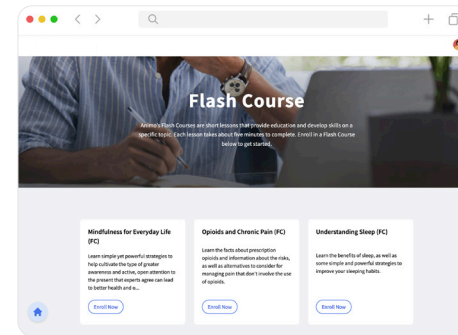 Flash Course
Animo's Flash Courses are short lessons that provide education and develop skills on a
specific topic. Each lesson takes about five minutes to complete. Enroll in a Flash Course
below to get started.
Mindfulness for Everyday Life
(FC)
Learn simple yet powerful strategies to
help cultivate the type of greater
awareness and active, open attention to
the present that experts agree can lead
to better health and o...
Enroll Now
Opioids and Chronic Pain (FC)
Learn the facts about prescription
opioids and information about the risks,
as well as alternatives to consider for
managing pain that don't involve the use
of opioids.
Enroll Now
Understanding Sleep (FC)
Learn the benefits of sleep, as well as
some simple and powerful strategies to
improve your sleeping habits.
Enroll Now